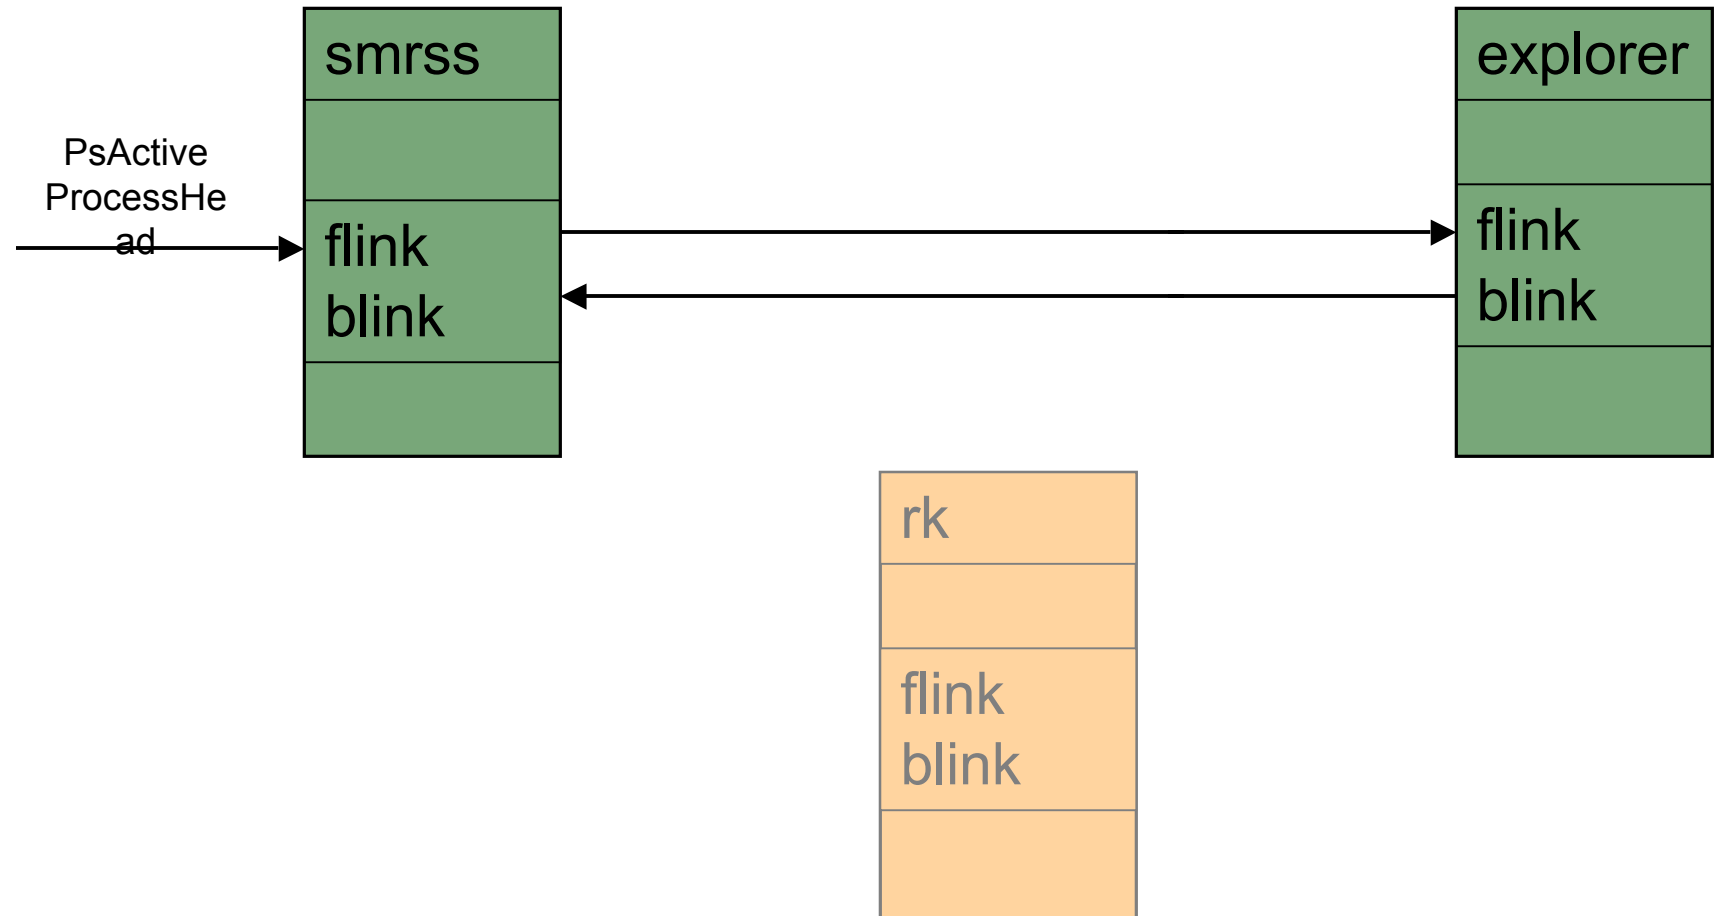 smrss
explorer
PsActive
ProcessHe
ad
flink
blink
flink
blink
rk
flink
blink